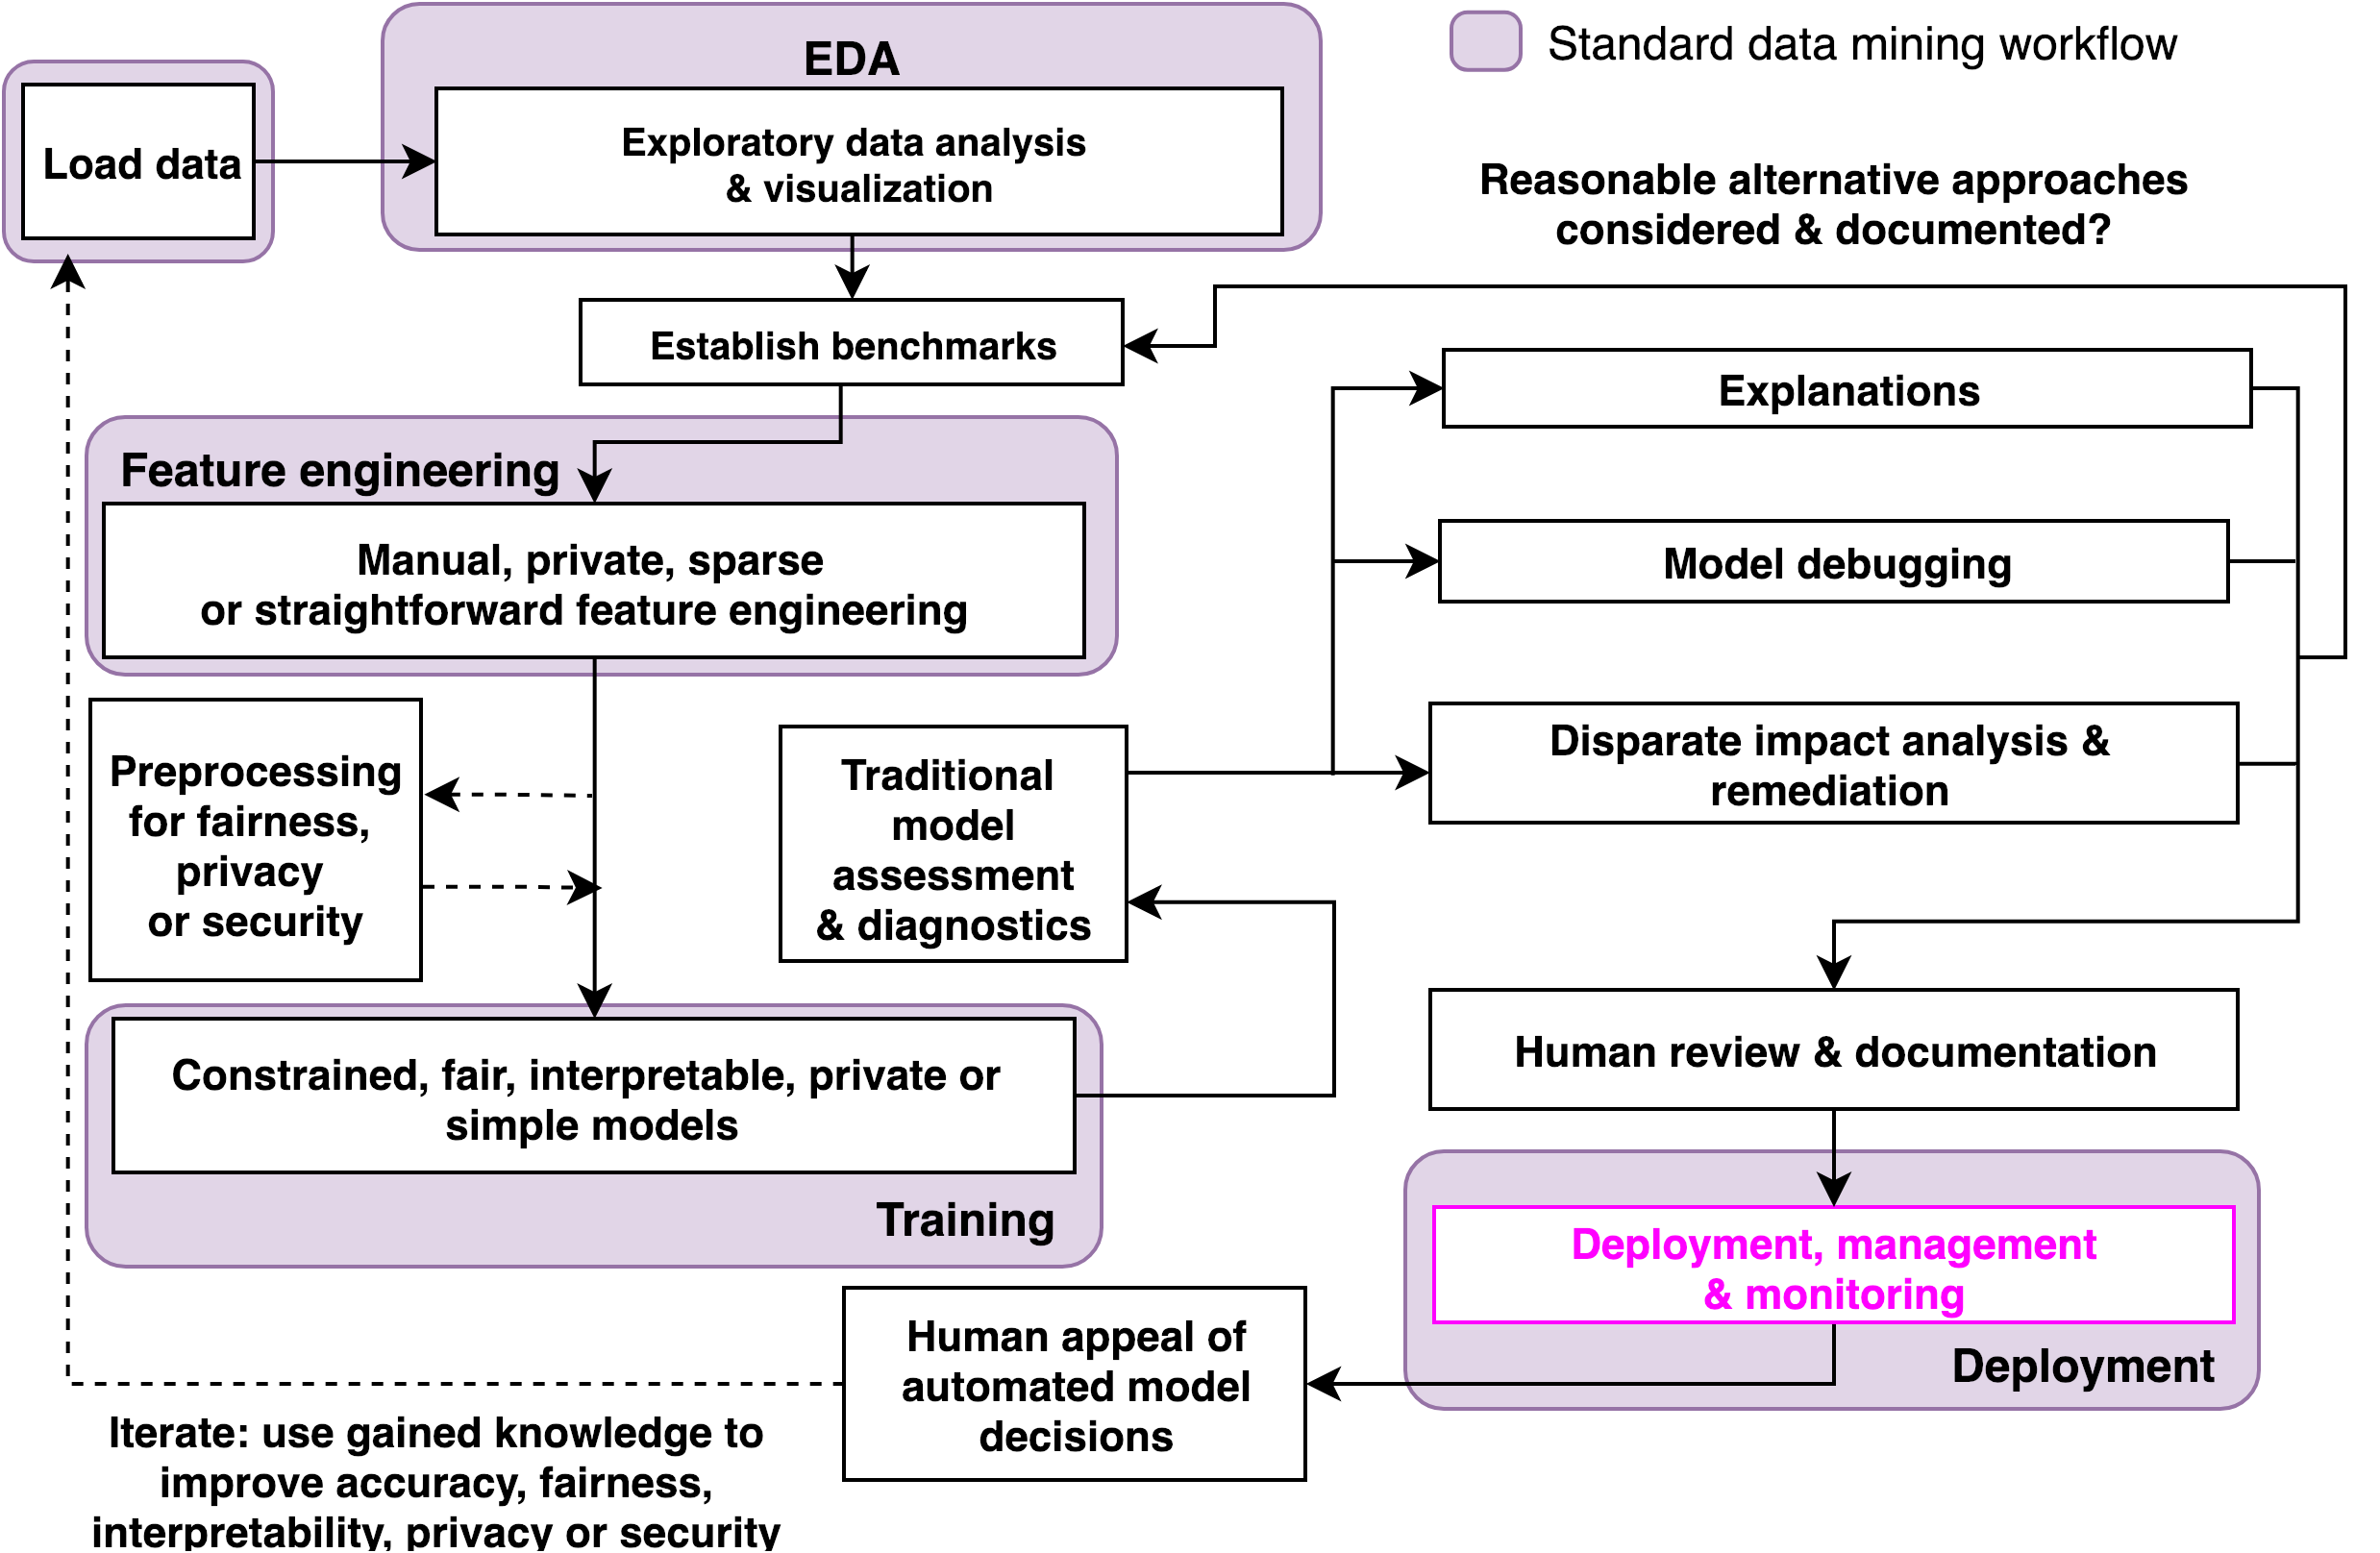 EDA
Standard data mining workflow
Load data
Exploratory data analysis
& visualization
Reasonable alternative approaches
considered & documented?
Establish benchmarks
Explanations
Feature engineering
Manual, private, sparse
or straightforward feature engineering
Model debugging
Preprocessing
for fairness,
privacy
or security
Traditional
model
assessment
& diagnostics
Disparate impact analysis &
remediation
Constrained, fair, interpretable, private or
simple models
Training
Human review & documentation
Deployment, management
& monitoring
Deployment
Human appeal of
automated model
decisions
Iterate: use gained knowledge to
improve accuracy, fairness,
interpretability, privacy or security